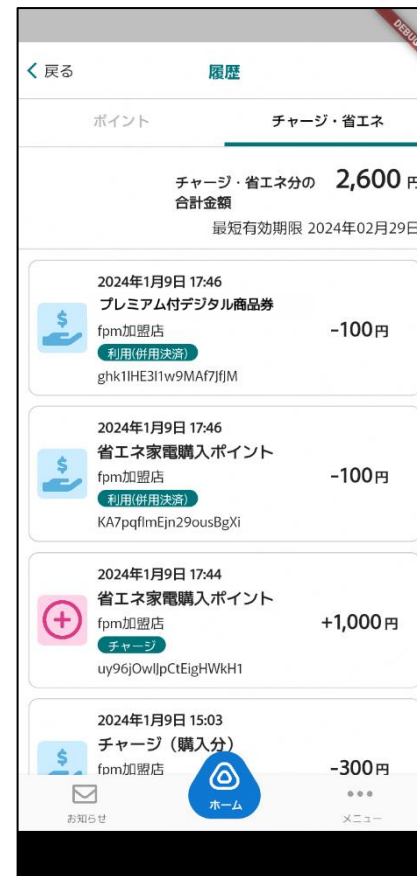 DEBUG
戻る
履歴
ポイント
チャージ・省エネ
チャージ・省エネ分の 2,600 円
合計金額
最短有効期限 2024年02月29日
2024年1月9日 17:46
プレミアム付デジタル商品券
fpm加盟店
-100円
利用(併用決済)
2024年1月9日 17:46
省エネ家電購入ポイント
fpm加盟店
-100円
利用(併用決済)
2024年1月9日 17:44
省エネ家電購入ポイント
fpm加盟店
+1,000円
チャージ
2024年1月9日 15:03
チャージ（購入分）
fpm加盟店
-300円
お知らせ
ホーム
メニュー